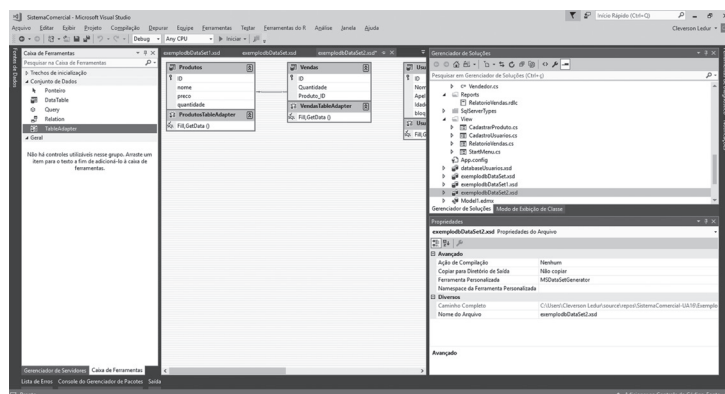 SistemaComercial - Microsoft Visual Studio
Início Rápido (Ctrl+Q)
Arquivo Editar Exibir Projeto Compilação Depurar Equipe Ferramentas Testar Ferramentas do R Análise Janela Ajuda
Cleverson Ledur
Debug Any CPU Iniciar
Caixa de Ferramentas
Pesquisar na Caixa de Ferramentas
Trechos de inicialização
Conjunto de Dados
Ponteiro
DataTable
Query
Relation
TableAdapter
Geral
Não há controles utilizáveis nesse grupo. Arraste um
item para o texto a fim de adicioná-lo à caixa de
ferramentas.
Gerenciador de Servidores Caixa de Ferramentas
exemplodbDataSet1.xsd exemplodbDataSet.xsd exemplodbDataSet2.xsd*
Produtos
ID
nome
preco
quantidade
ProdutosTableAdapter
Fill,GetData ()
Vendas
ID
Quantidade
Produto_ID
VendasTableAdapter
Fill,GetData ()
ID
Gerenciador de Soluções
Pesquisar em Gerenciador de Soluções (Ctrl+ç)
Vendedor.cs
Reports
RelatorioVendas.rdlc
SqlServerTypes
View
CadastrarProduto.cs
CadastroUsuarios.cs
RelatorioVendas.cs
StartMenu.cs
App.config
databaseUsuarios.xsd
exemplodbDataSet.xsd
exemplodbDataSet1.xsd
exemplodbDataSet2.xsd
Model1.edmx
Gerenciador de Soluções Modo de Exibição de Classe
Propriedades
exemplodbDataSet2.xsd Propriedades do Arquivo
Avançado
Ação de Compilação Nenhum
Copiar para Diretório de Saída Não copiar
Ferramenta Personalizada MSDataSetGenerator
Namespace da Ferramenta Personalizada
Diversos
Caminho Completo C:\Users\Cleverson Ledur\source\repos\SistemaComercial-UA16\Exemplo
Nome do Arquivo exemplodbDataSet2.xsd
Avançado
Lista de Erros Console do Gerenciador de Pacotes Saída